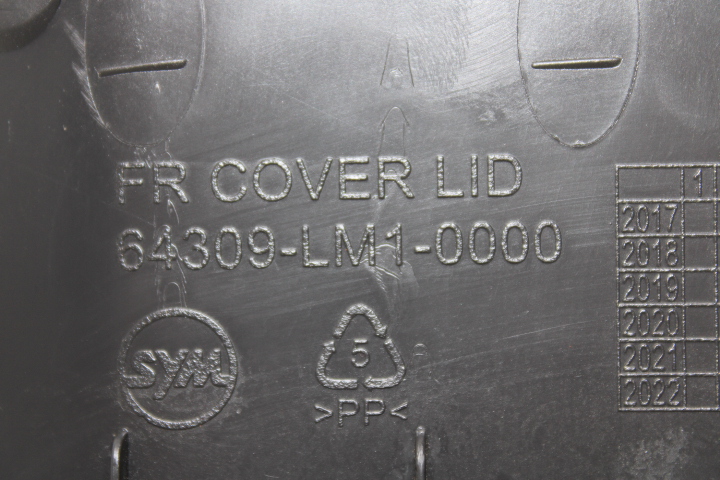 FR COVER LID
64309-LM1-0000
SYM
5
>PP<
1
2017
2018
2019
2020
2021
2022